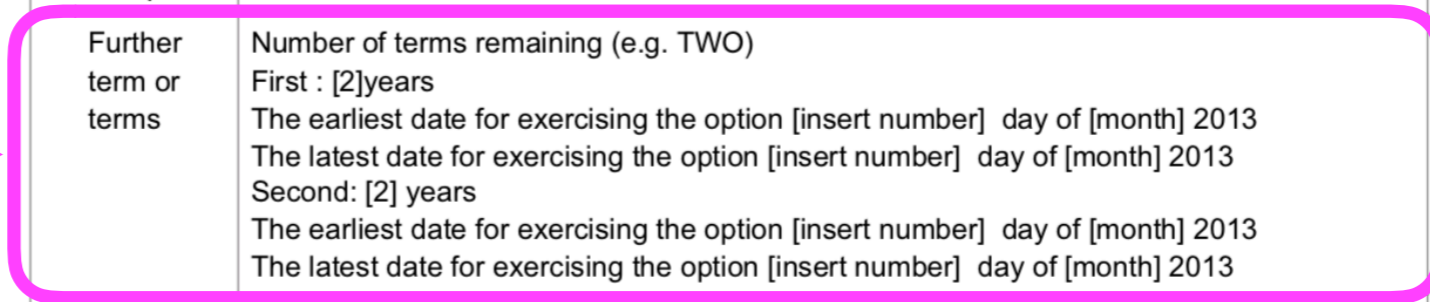 Further term or terms
Number of terms remaining (e.g. TWO)
First : [2]years
The earliest date for exercising the option [insert number]  day of [month] 2013
The latest date for exercising the option [insert number]  day of [month] 2013
Second: [2] years
The earliest date for exercising the option [insert number]  day of [month] 2013
The latest date for exercising the option [insert number]  day of [month] 2013